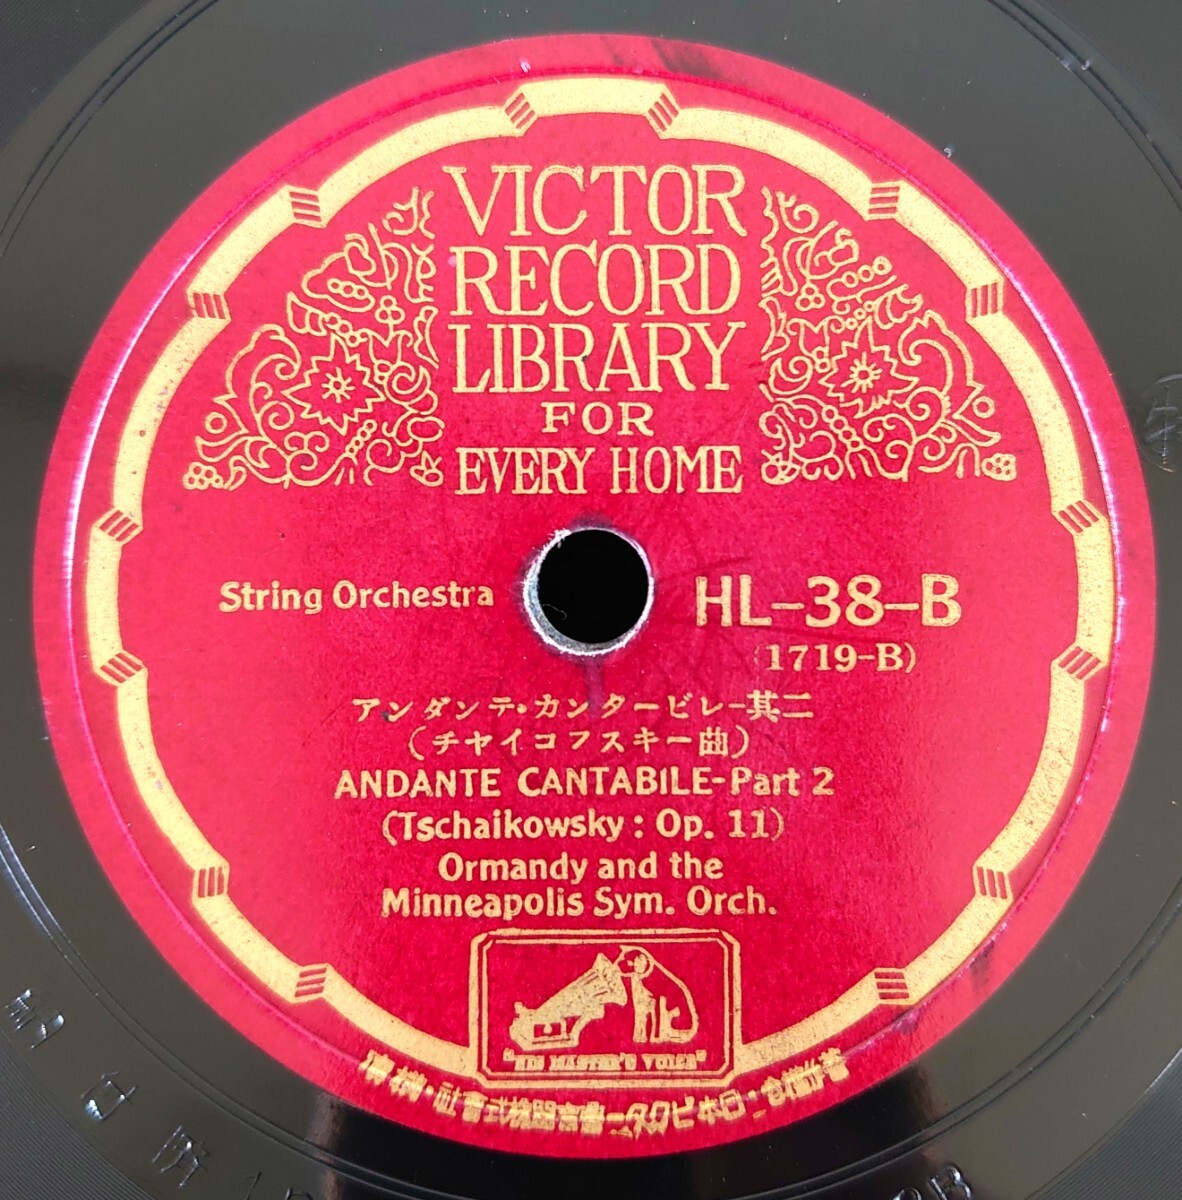 VICTOR
RECORD
LIBRARY
FOR
EVERY HOME
String Orchestra
HL-38-B
(1719-B)
アンダンテ・カンタービレ-其二
(チヤイコフスキー曲)
ANDANTE CANTABILE-Part 2
(Tschaikowsky : Op. 11)
Ormandy and the
Minneapolis Sym. Orch.
"HIS MASTER'S VOICE"